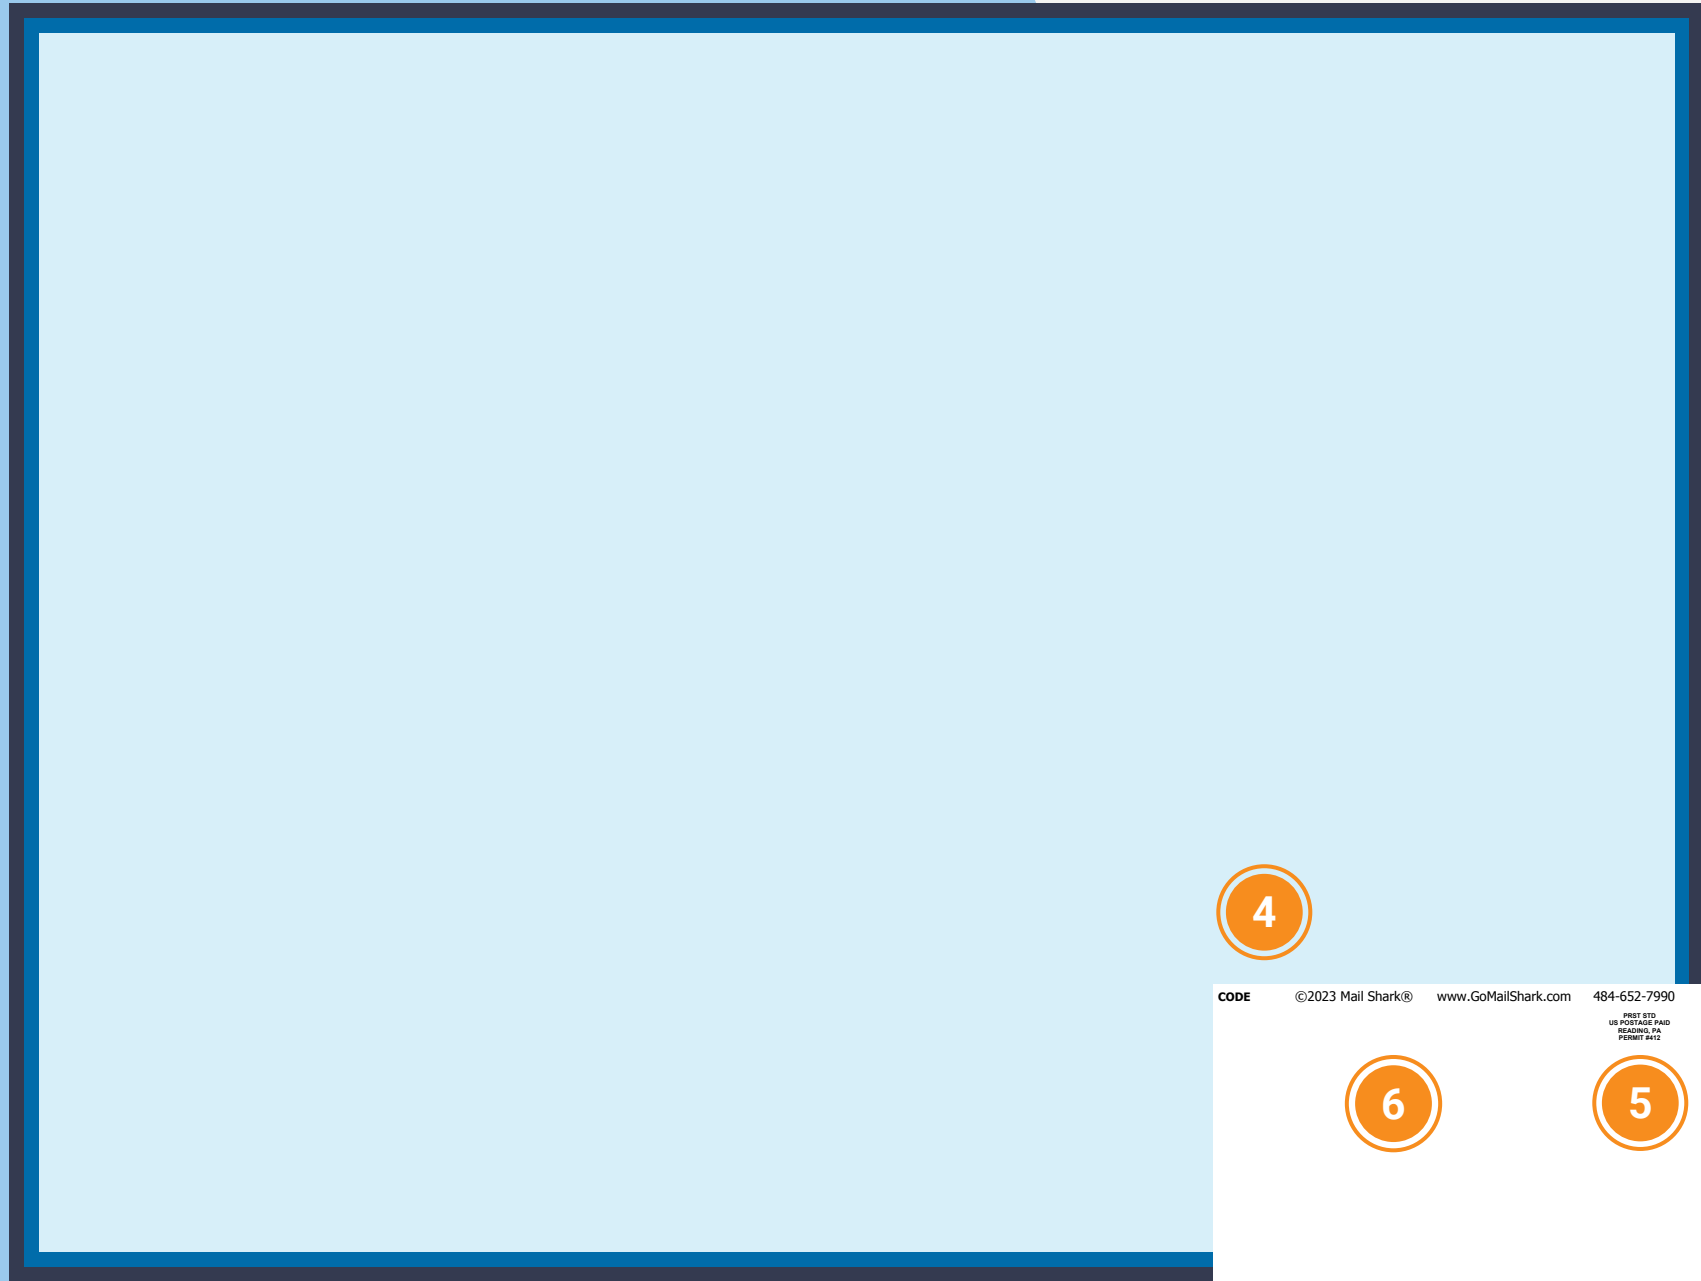 4
CODE ©2023 Mail Shark® www.GoMailShark.com 484-652-7990
PRST STD
US POSTAGE PAID
READING, PA
PERMIT #412
6 5